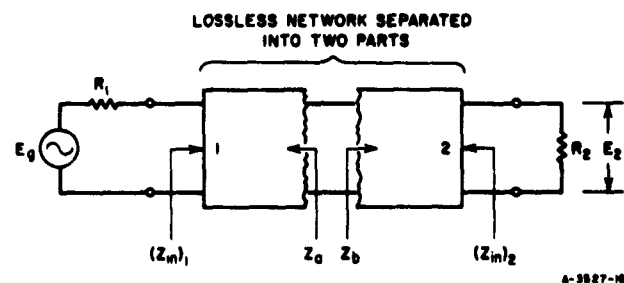 LOSSLESS NETWORK SEPARATED
INTO TWO PARTS
R1
Eg
1
2
R2
E2
(Zin)1
Za
Zb
(Zin)2
A-3527-10